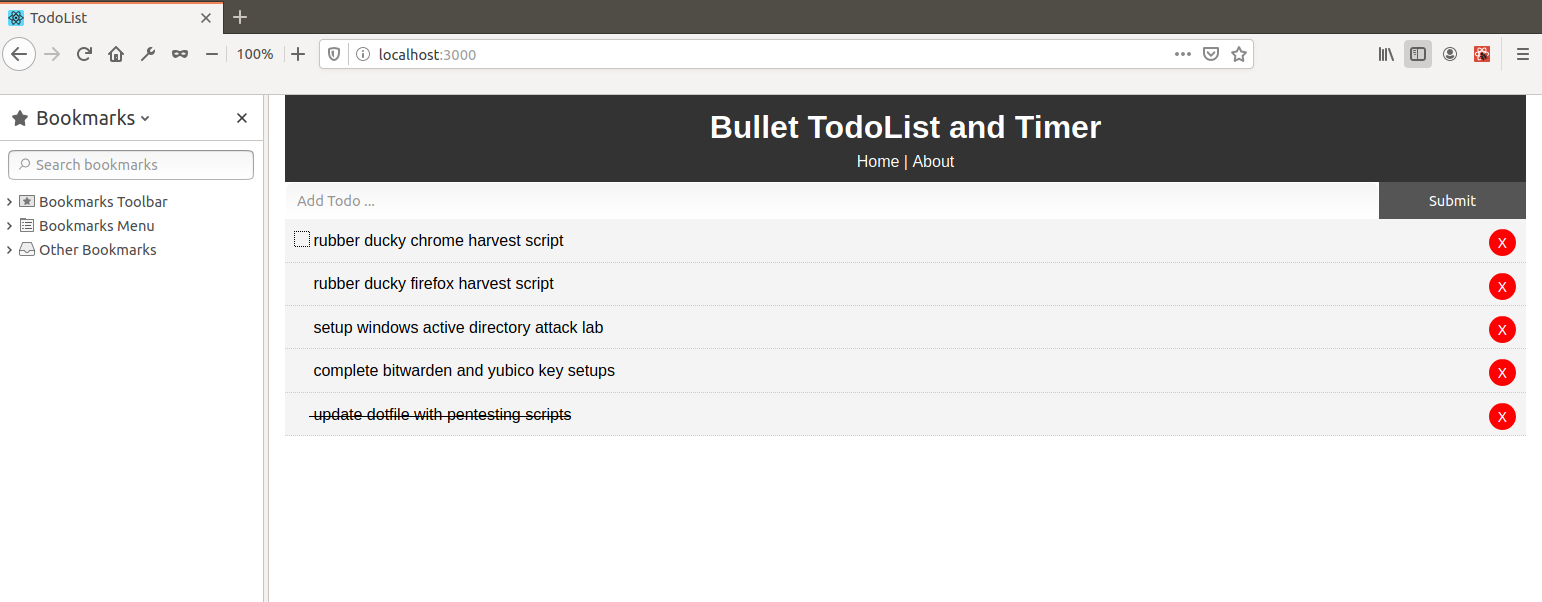 TodoList
100%
localhost:3000
Bookmarks
Search bookmarks
Bookmarks Toolbar
Bookmarks Menu
Other Bookmarks
Bullet TodoList and Timer
Home | About
Add Todo ...
Submit
rubber ducky chrome harvest script
X
rubber ducky firefox harvest script
X
setup windows active directory attack lab
X
complete bitwarden and yubico key setups
X
update dotfile with pentesting scripts
X